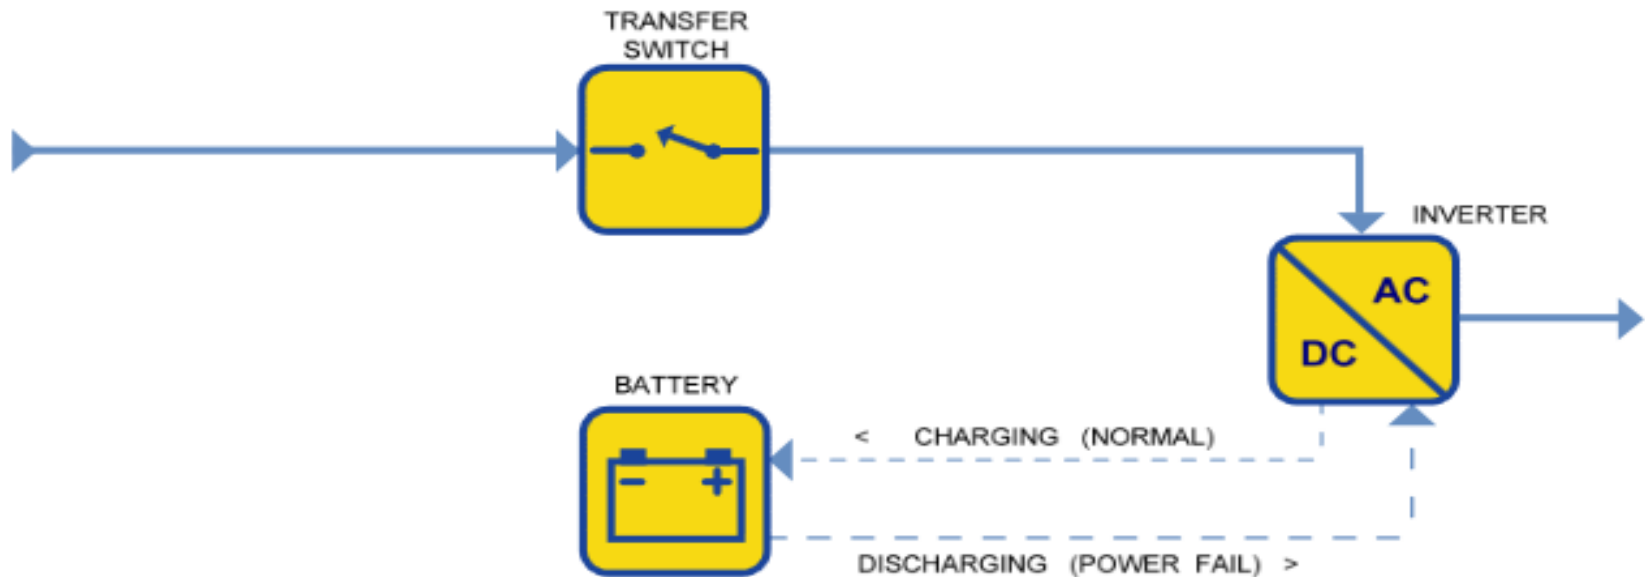 TRANSFER
SWITCH
INVERTER
AC
DC
BATTERY
< CHARGING (NORMAL)
− +
DISCHARGING (POWER FAIL) >